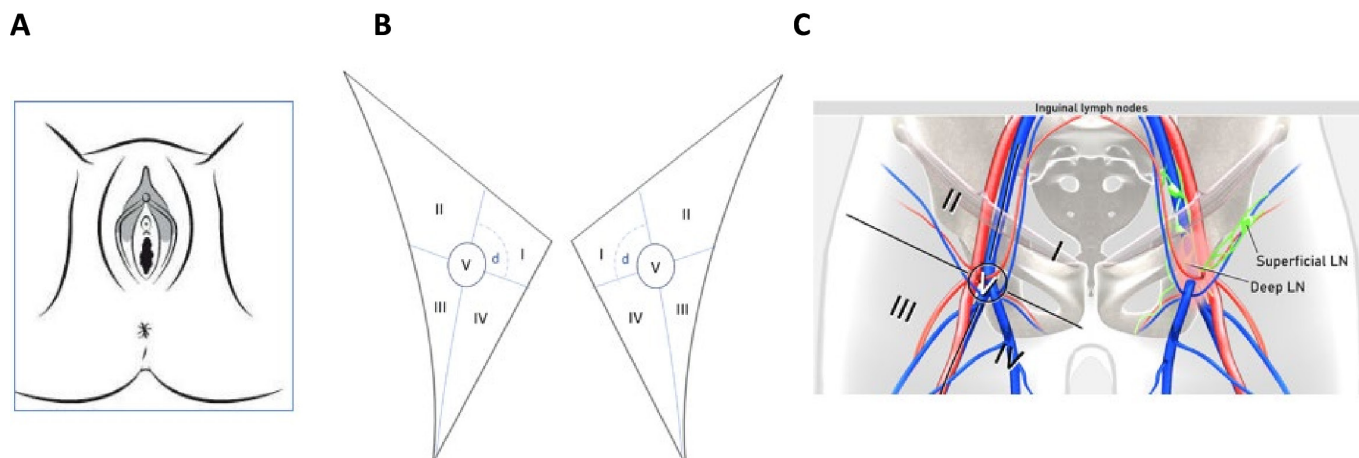 A
B
C
II
I
d
V
III
IV
II
I
d
V
IV
III
Inguinal lymph nodes
II
I
V
III
IV
Superficial LN
Deep LN